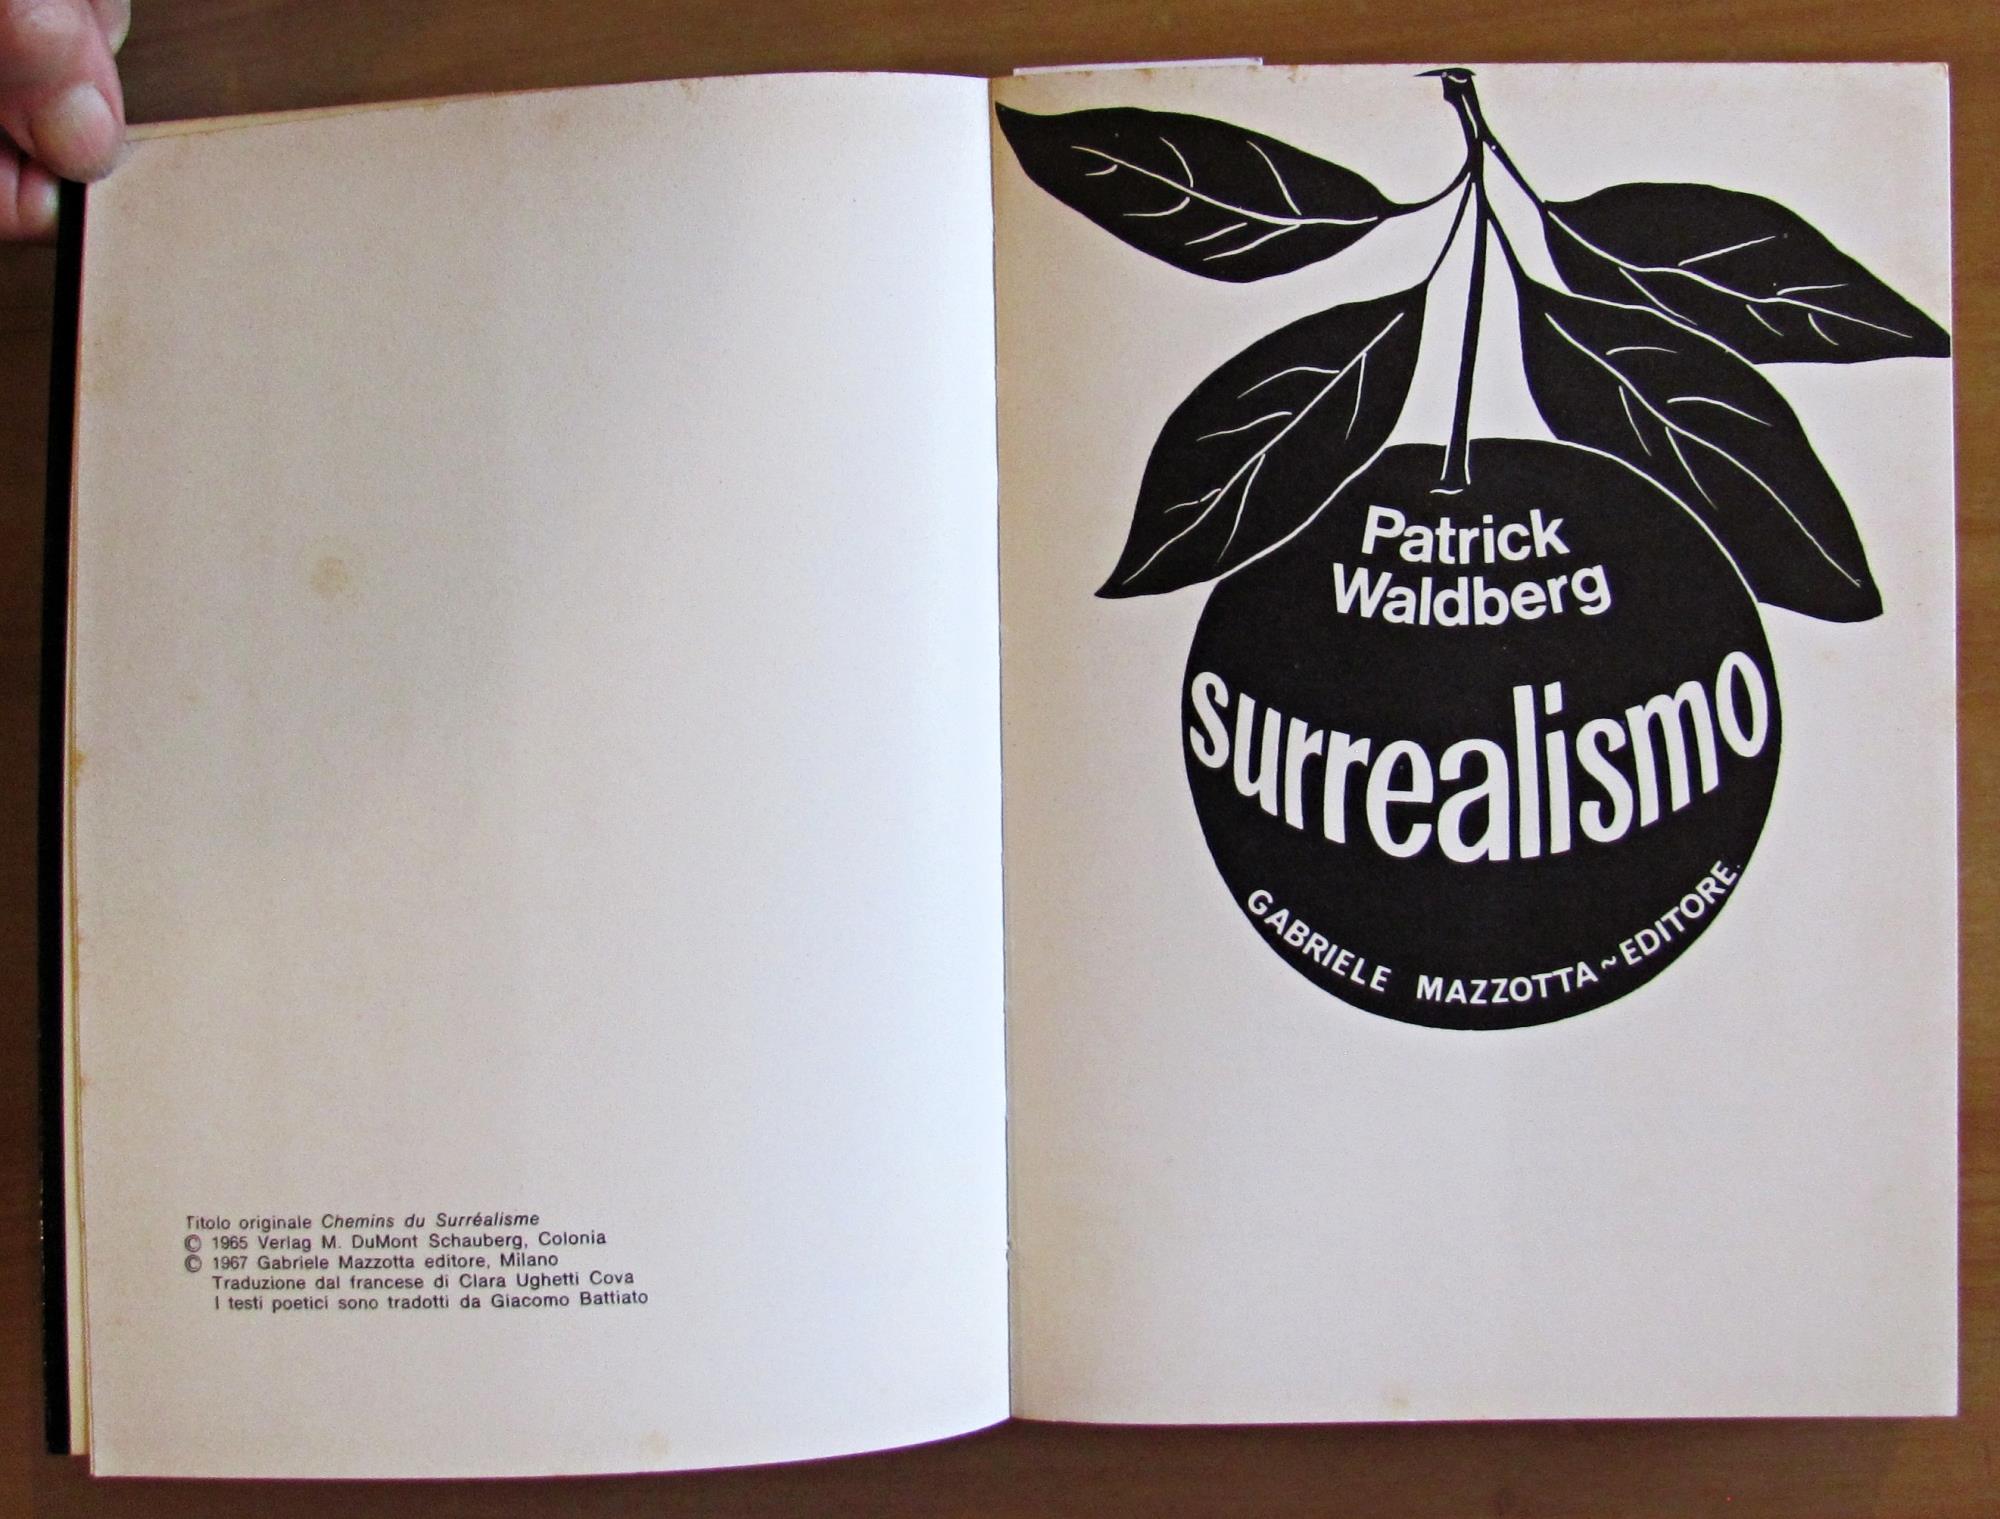 Titolo originale Chemins du Surréalisme
© 1965 Verlag M. DuMont Schauberg, Colonia
© 1967 Gabriele Mazzotta editore, Milano
Traduzione dal francese di Clara Ughetti Cova
I testi poetici sono tradotti da Giacomo Battiato
Patrick
Waldberg
surrealismo
GABRIELE MAZZOTTA~EDITORE.